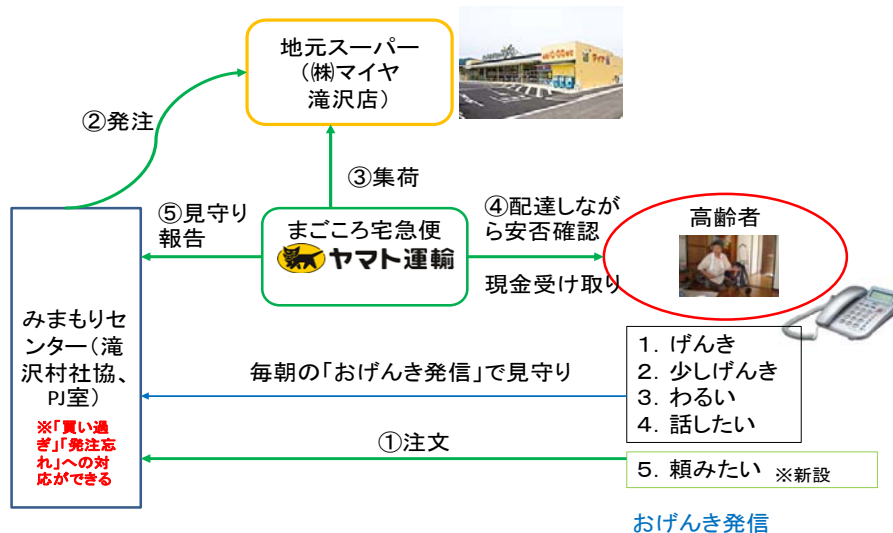 地元スーパー
（㈱マイヤ
滝沢店）
②発注
③集荷
⑤見守り
報告
まごころ宅急便
ヤマト運輸
④配達しなが
ら安否確認
現金受け取り
高齢者
みまもりセ
ンター（滝
沢村社協、
PJ室）
※「買い過
ぎ」「発注忘
れ」への対
応ができる
毎朝の「おげんき発信」で見守り
①注文
１．げんき
２．少しげんき
３．わるい
４．話したい
５．頼みたい ※新設
おげんき発信